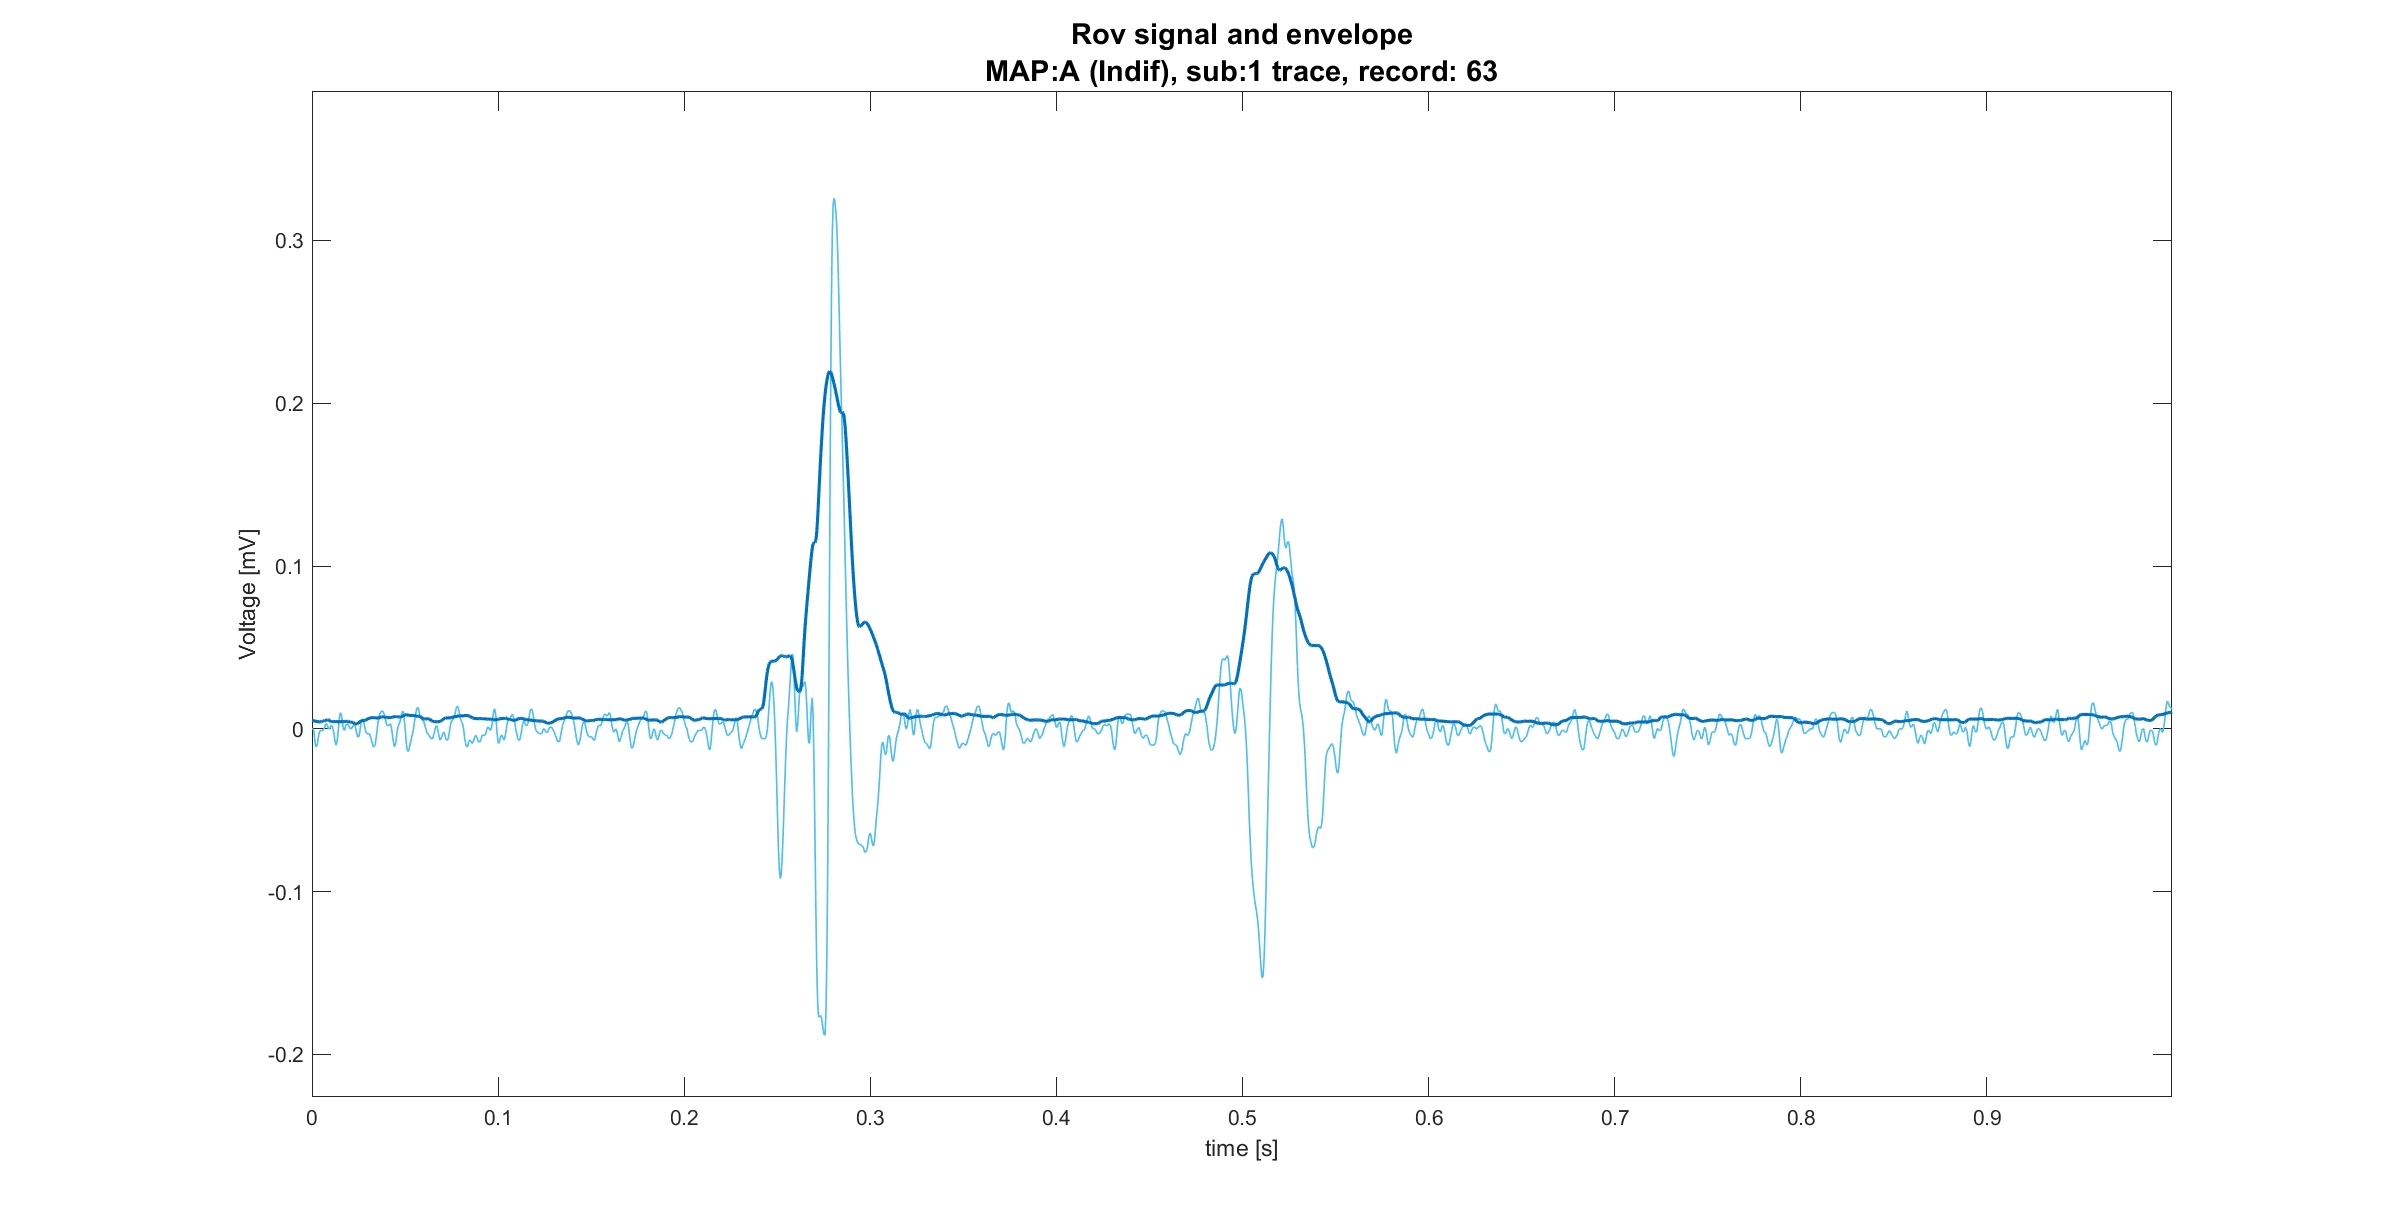 Rov signal and envelope
MAP:A (Indif), sub:1 trace, record: 63
0.3
0.2
0.1
0
-0.1
-0.2
Voltage [mV]
0 0.1 0.2 0.3 0.4 0.5 0.6 0.7 0.8 0.9
time [s]